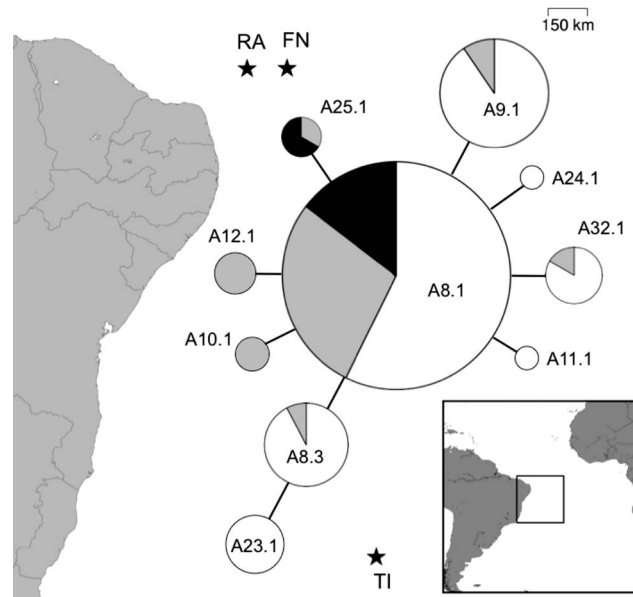 150 km
RA FN
A25.1
A9.1
A24.1
A12.1
A32.1
A8.1
A10.1
A11.1
A8.3
A23.1
TI